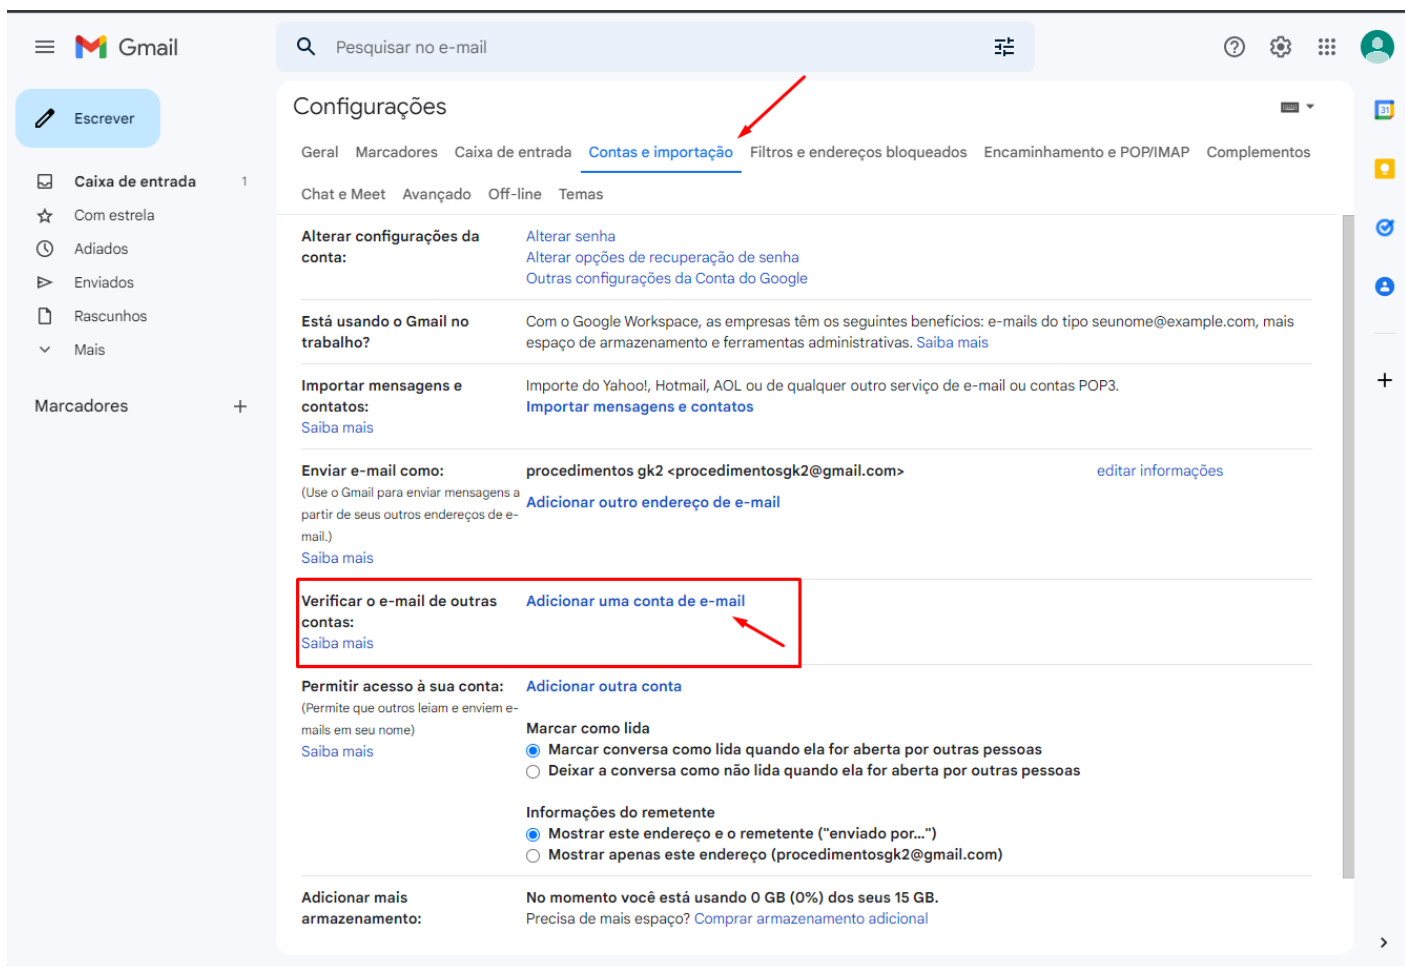 Gmail
Pesquisar no e-mail
Escrever
Caixa de entrada 1
Com estrela
Adiados
Enviados
Rascunhos
Mais
Marcadores
Configurações
Geral Marcadores Caixa de entrada Contas e importação Filtros e endereços bloqueados Encaminhamento e POP/IMAP Complementos
Chat e Meet Avançado Off-line Temas
Alterar configurações da
conta:
Alterar senha
Alterar opções de recuperação de senha
Outras configurações da Conta do Google
Está usando o Gmail no
trabalho?
Com o Google Workspace, as empresas têm os seguintes benefícios: e-mails do tipo seunome@example.com, mais
espaço de armazenamento e ferramentas administrativas. Saiba mais
Importar mensagens e
contatos:
Saiba mais
Importe do Yahoo!, Hotmail, AOL ou de qualquer outro serviço de e-mail ou contas POP3.
Importar mensagens e contatos
Enviar e-mail como:
(Use o Gmail para enviar mensagens a
partir de seus outros endereços de e-
mail.)
Saiba mais
procedimentos gk2 <procedimentosgk2@gmail.com>
editar informações
Adicionar outro endereço de e-mail
Verificar o e-mail de outras
contas:
Saiba mais
Adicionar uma conta de e-mail
Permitir acesso à sua conta:
(Permite que outros leiam e enviem e-
mails em seu nome)
Saiba mais
Adicionar outra conta
Marcar como lida
Marcar conversa como lida quando ela for aberta por outras pessoas
Deixar a conversa como não lida quando ela for aberta por outras pessoas
Informações do remetente
Mostrar este endereço e o remetente ("enviado por...")
Mostrar apenas este endereço (procedimentosgk2@gmail.com)
Adicionar mais
armazenamento:
No momento você está usando 0 GB (0%) dos seus 15 GB.
Precisa de mais espaço? Comprar armazenamento adicional
31